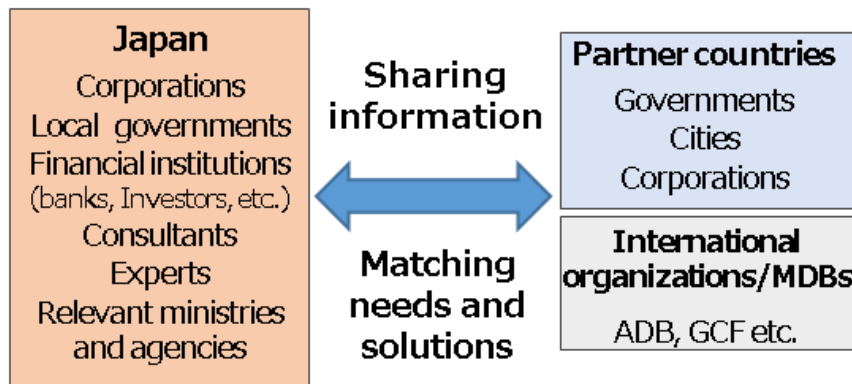 Japan
Corporations
Local governments
Financial institutions
(banks, Investors, etc.)
Consultants
Experts
Relevant ministries
and agencies
Sharing
information
Matching
needs and
solutions
Partner countries
Governments
Cities
Corporations
International
organizations/MDBs
ADB, GCF etc.